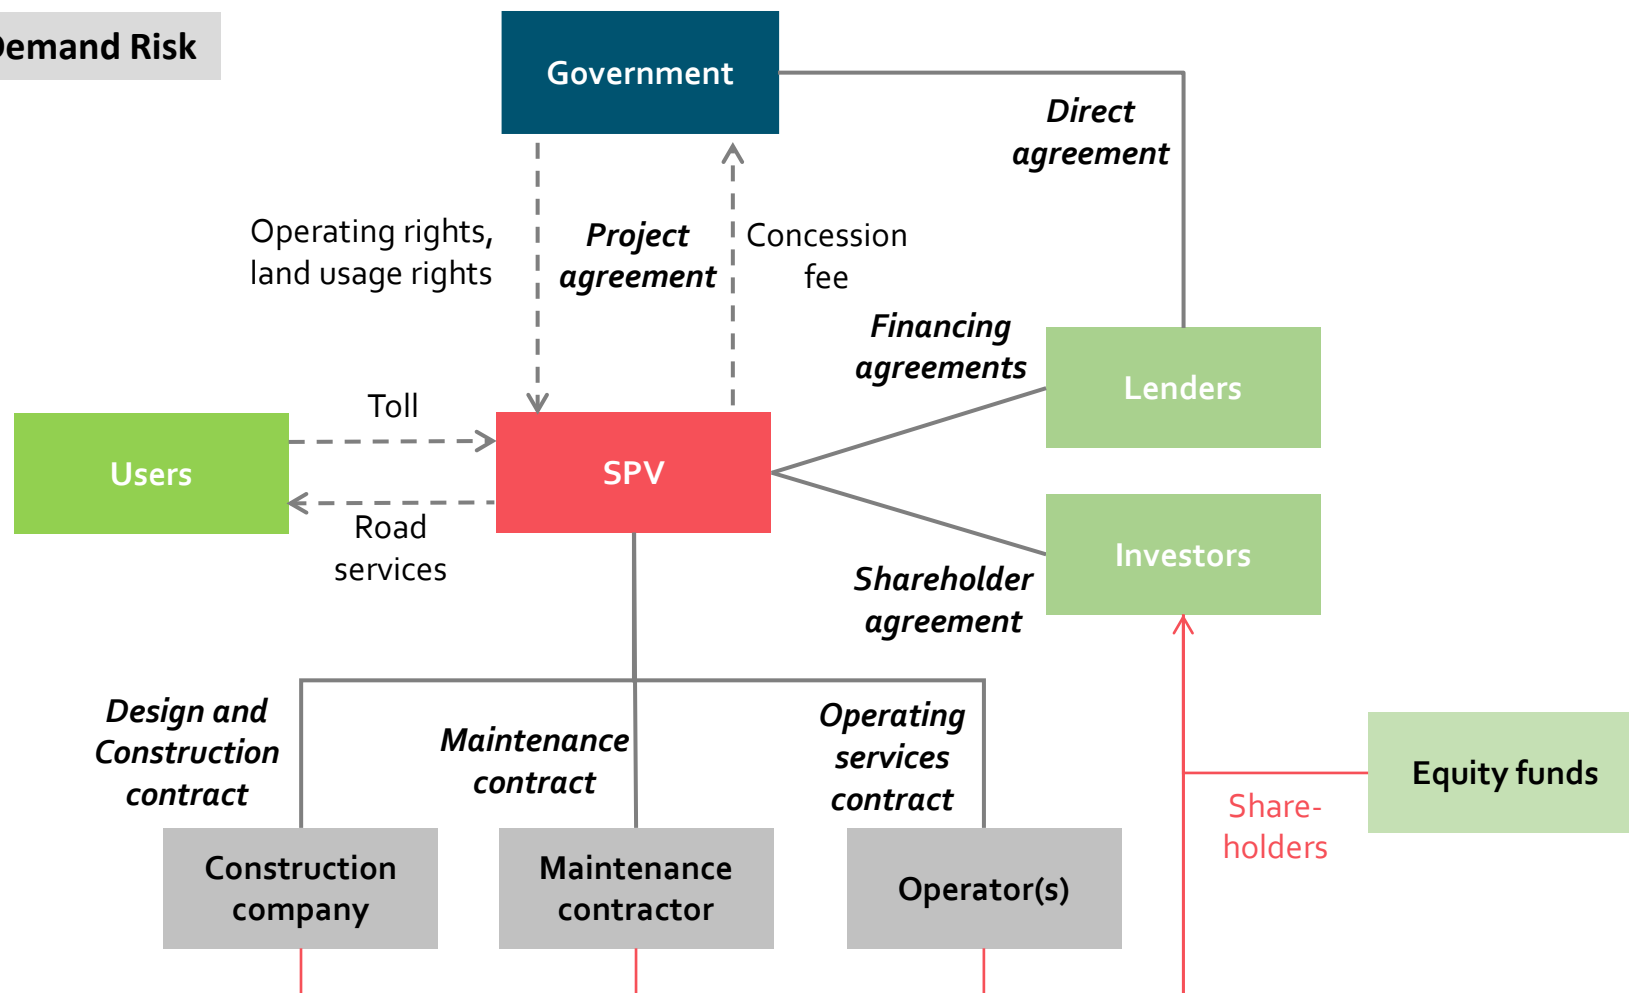 Demand Risk
Government
Direct
agreement
Operating rights,
land usage rights
Project
agreement
Concession
fee
Financing
agreements
Lenders
Toll
Users
SPV
Road
services
Investors
Shareholder
agreement
Design and
Construction
contract
Maintenance
contract
Operating
services
contract
Equity funds
Share-
holders
Construction
company
Maintenance
contractor
Operator(s)